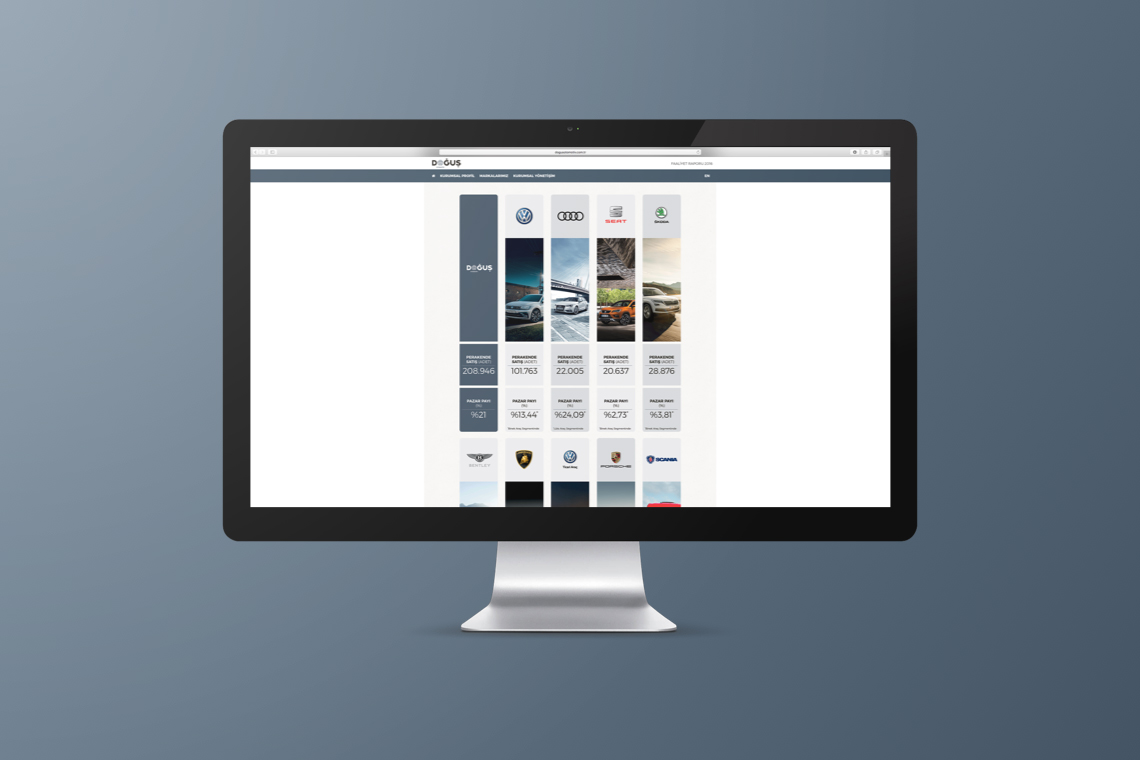 DOĞUŞ
FAALİYET RAPORU 2016
KURUMSAL PROFİL MARKALARIMIZ KURUMSAL YÖNETİŞİM
EN
DOĞUŞ
SEAT
ŠKODA
PERAKENDE
SATIŞ (ADET)
208.946
PERAKENDE
SATIŞ (ADET)
101.763
PERAKENDE
SATIŞ (ADET)
22.005
PERAKENDE
SATIŞ (ADET)
20.637
PERAKENDE
SATIŞ (ADET)
28.876
PAZAR PAYI
(%)
%21
PAZAR PAYI
(%)
%13,44*
PAZAR PAYI
(%)
%24,09*
PAZAR PAYI
(%)
%2,73*
PAZAR PAYI
(%)
%3,81*
BENTLEY
Ticari Araç
PORSCHE
SCANIA